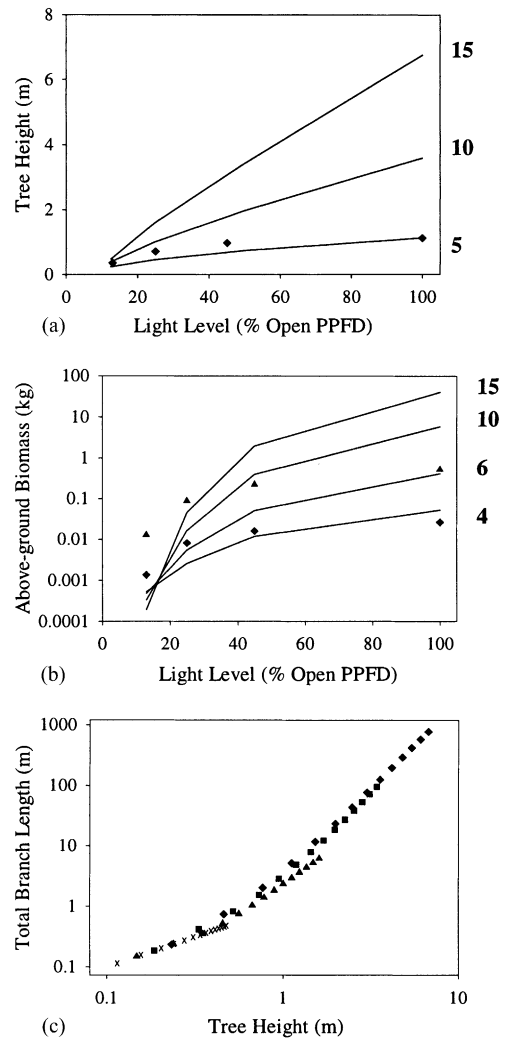 8
15
6
10
4
2
5
0
0 20 40 60 80 100
Tree Height (m)
(a) Light Level (% Open PPFD)
100
15
10
10
1
6
0.1
0.01
4
0.001
0.0001
0 20 40 60 80 100
Above-ground Biomass (kg)
(b) Light Level (% Open PPFD)
1000
100
10
1
0.1
0.1 1 10
Total Branch Length (m)
(c) Tree Height (m)